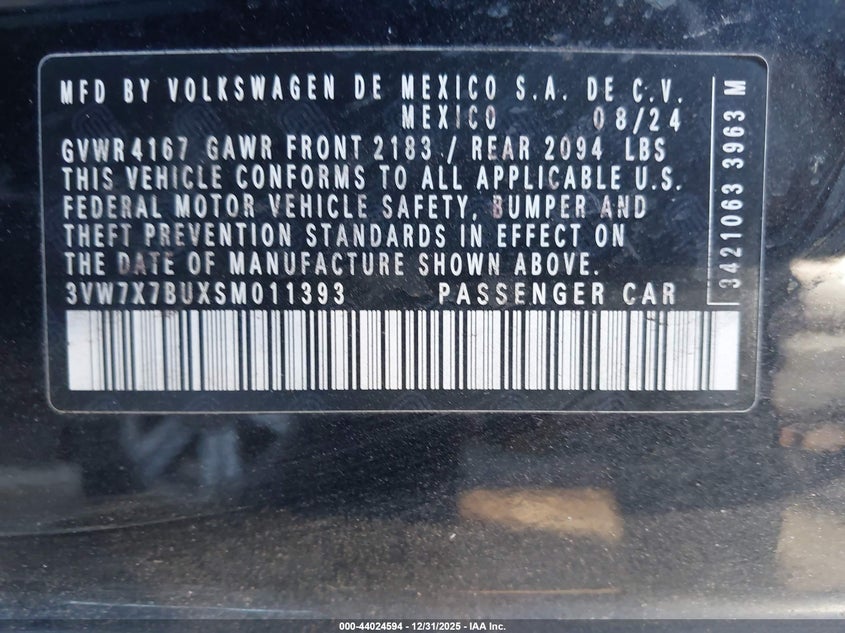 MFD BY VOLKSWAGEN DE MEXICO S.A. DE C.V.
MEXICO 08/24
GVWR 4167 GAWR FRONT 2183 / REAR 2094 LBS
THIS VEHICLE CONFORMS TO ALL APPLICABLE U.S.
FEDERAL MOTOR VEHICLE SAFETY, BUMPER AND
THEFT PREVENTION STANDARDS IN EFFECT ON
THE DATE OF MANUFACTURE SHOWN ABOVE.
3VW7X7BUXSM011393 PASSENGER CAR
3421063 3963 M
000-44024594 - 12/31/2025 - IAA Inc.